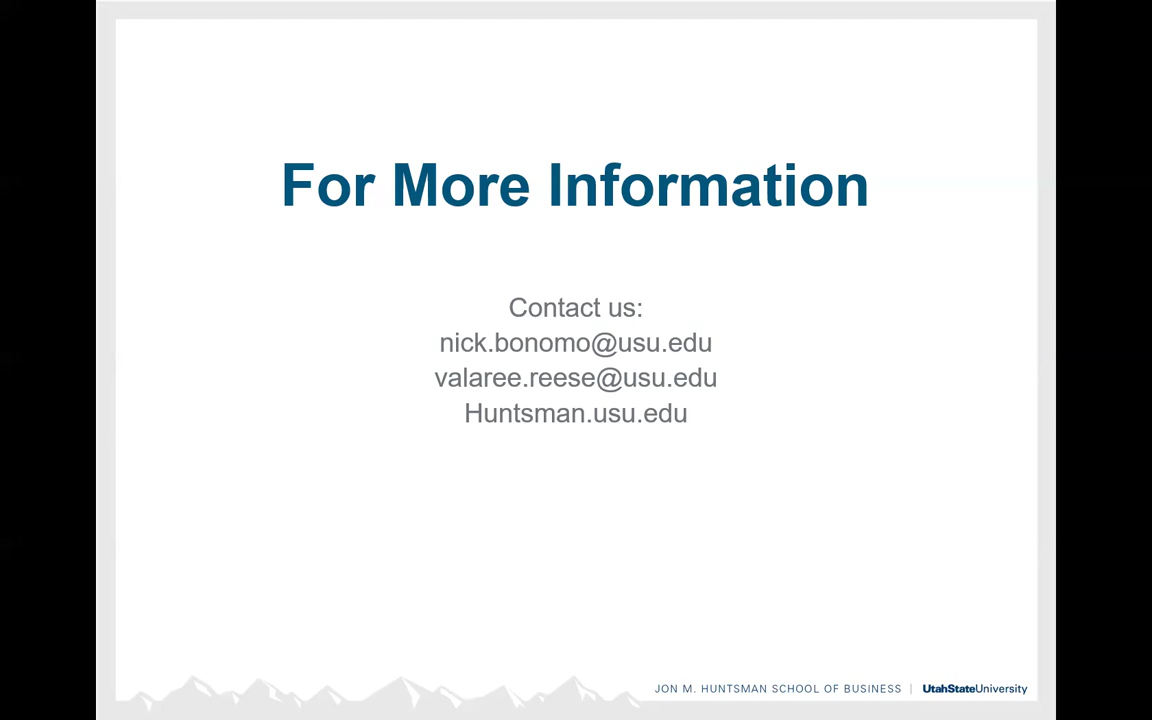 For More Information
Contact us:
nick.bonomo@usu.edu
valaree.reese@usu.edu
Huntsman.usu.edu
JON M. HUNTSMAN SCHOOL OF BUSINESS | UtahStateUniversity